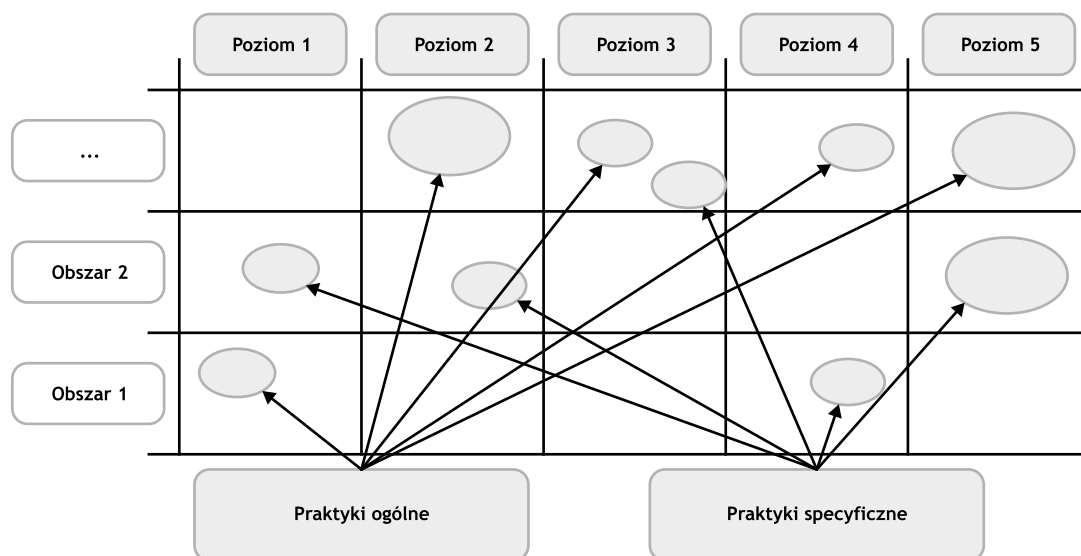 Poziom 1
Poziom 2
Poziom 3
Poziom 4
Poziom 5
...
Obszar 2
Obszar 1
Praktyki ogólne
Praktyki specyficzne